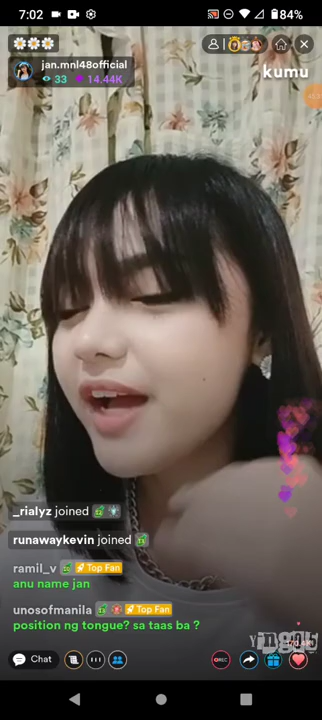 7:02
84%
jan.mnl48official
33 14.44K
kumu
_rialyz joined
runawaykevin joined
ramil_v Top Fan
anu name jan
unosofmanila Top Fan
position ng tongue? sa taas ba ?
Chat
REC